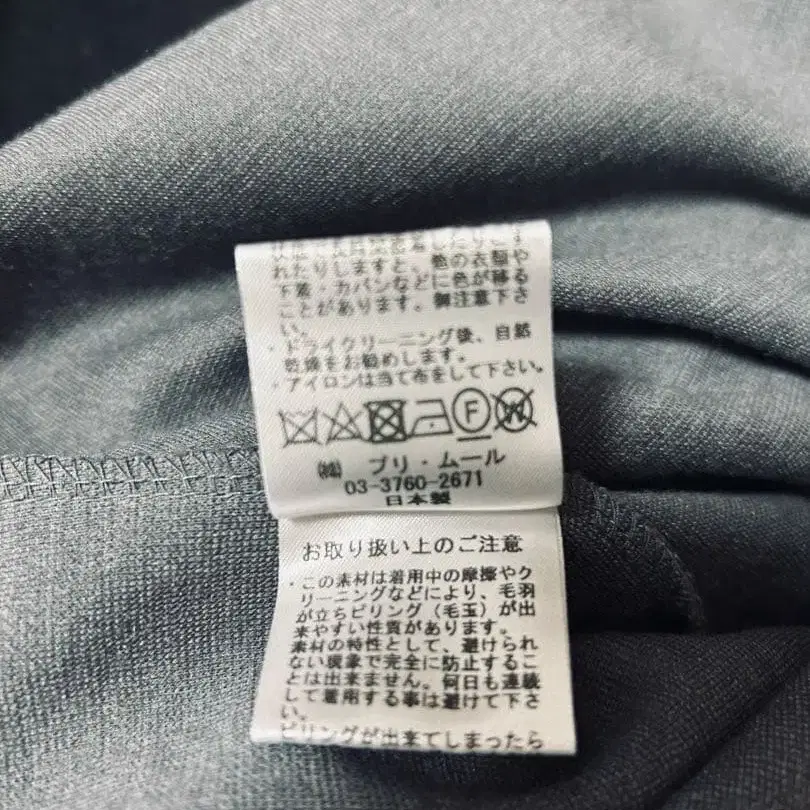 れたりしますと、他の衣類や
下着・カバンなどに色が移る
ことがあります。御注意下さ
い。
・ドライクリーニング後、自然
乾燥をお勧めします。
・アイロンは当て布をして下さい。
F W
㈱ プリ・ムール
03-3760-2671
日本製
お取り扱い上のご注意
・この素材は着用中の摩擦やク
リーニングなどにより、毛羽
が立ちピリング（毛玉）が出
来やすい性質があります。
素材の特性として、避けられ
ない現象で完全に防止するこ
とは出来ません。何日も連続
して着用する事は避けて下さ
い。
ピリングが出来てしまったら